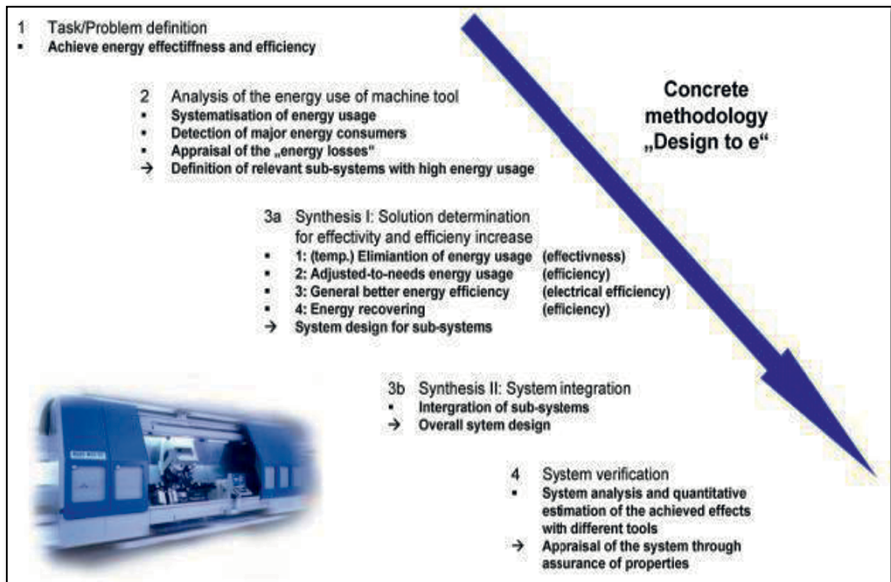 1 Task/Problem definition
▪ Achieve energy effectiffness and efficiency
Concrete
methodology
„Design to e“
2 Analysis of the energy use of machine tool
▪ Systematisation of energy usage
▪ Detection of major energy consumers
▪ Appraisal of the „energy losses“
→ Definition of relevant sub-systems with high energy usage
3a Synthesis I: Solution determination
for effectivity and efficieny increase
▪ 1: (temp.) Elimiantion of energy usage (effectivness)
▪ 2: Adjusted-to-needs energy usage (efficiency)
▪ 3: General better energy efficiency (electrical efficiency)
▪ 4: Energy recovering (efficiency)
→ System design for sub-systems
3b Synthesis II: System integration
▪ Intergration of sub-systems
→ Overall sytem design
4 System verification
▪ System analysis and quantitative
estimation of the achieved effects
with different tools
→ Appraisal of the system through
assurance of properties